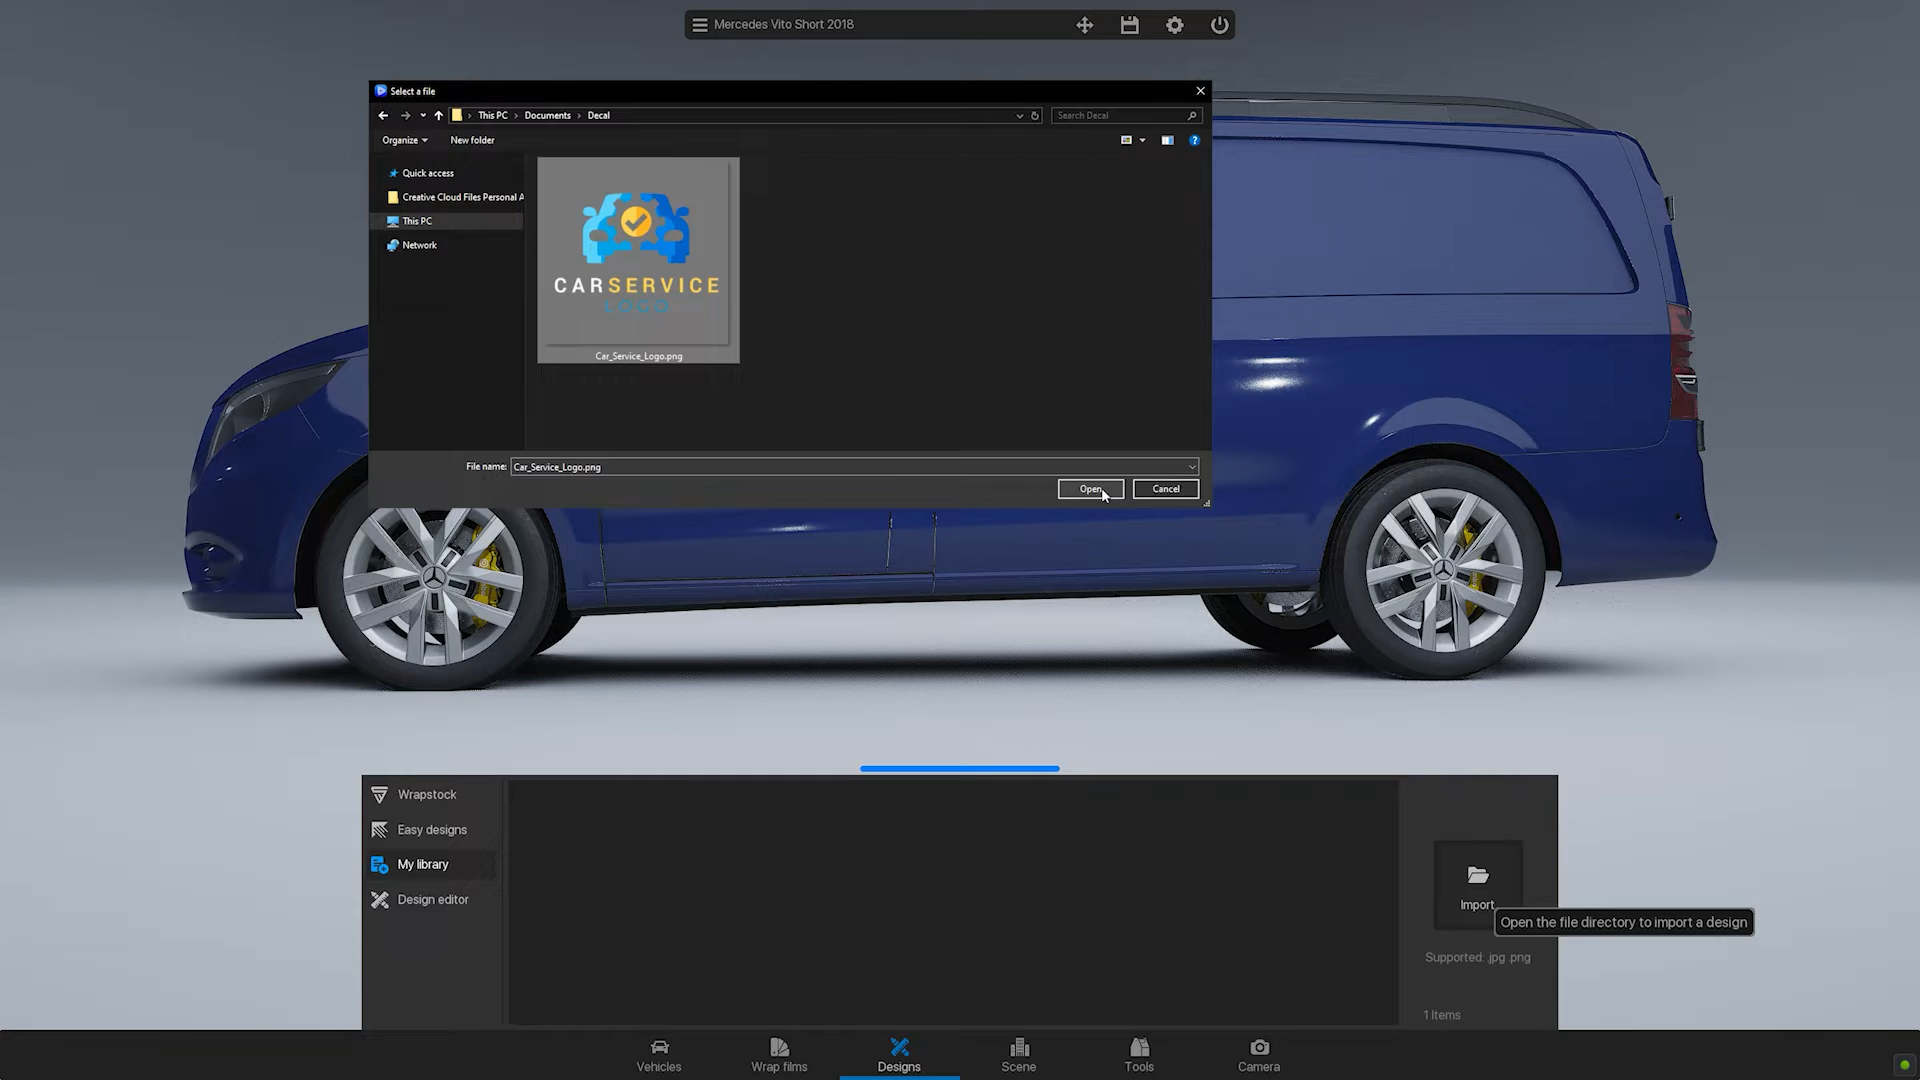 Mercedes Vito Short 2018
Select a file
This PC > Documents > Decal
Search Decal
Organize
New folder
Quick access
Creative Cloud Files Personal A
This PC
Network
CARSERVICE
LOGO
Car_Service_Logo.png
File name: Car_Service_Logo.png
Open
Cancel
Wrapstock
Easy designs
My library
Design editor
Import
Open the file directory to import a design
Supported: .jpg .png
1 Items
Vehicles
Wrap films
Designs
Scene
Tools
Camera